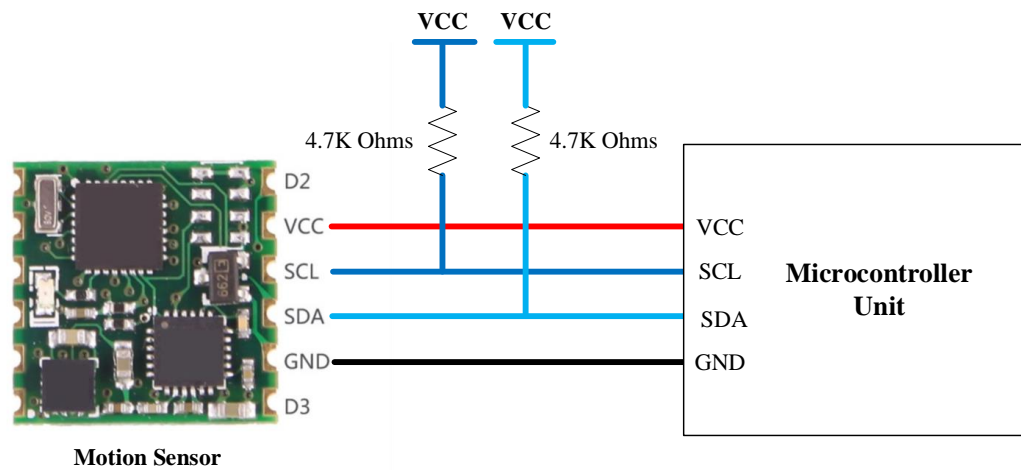 VCC VCC
4.7K Ohms 4.7K Ohms
D2
VCC VCC
SCL SCL
SDA SDA
GND GND
D3
662
Microcontroller
Unit
Motion Sensor